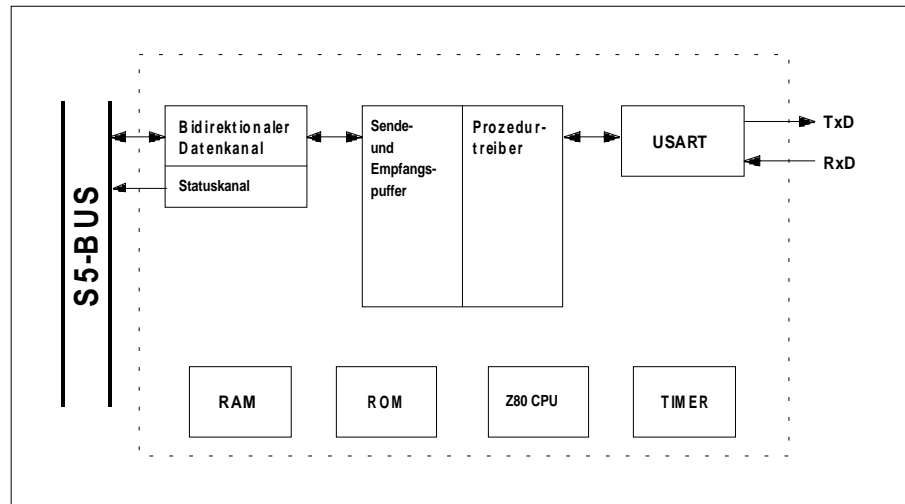 S5-BUS
Bidirektionaler
Datenkanal
Statuskanal
Sende-
und
Empfangs-
puffer
Prozedur-
treiber
USART
TxD
RxD
RAM
ROM
Z80 CPU
TIMER